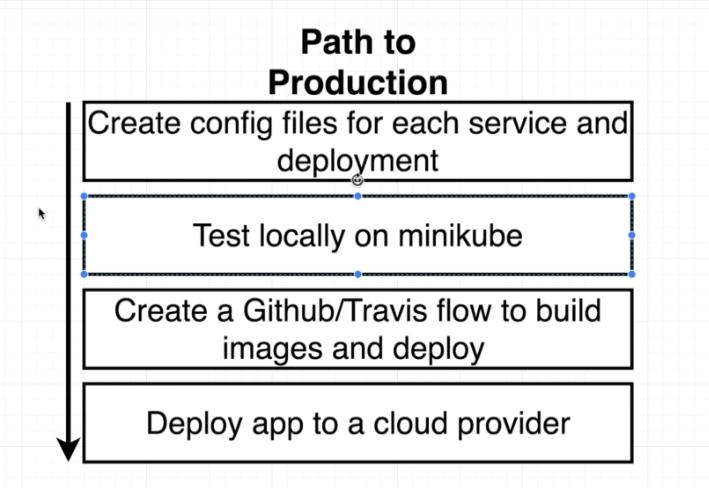 Path to
Production
Create config files for each service and
deployment
Test locally on minikube
Create a Github/Travis flow to build
images and deploy
Deploy app to a cloud provider